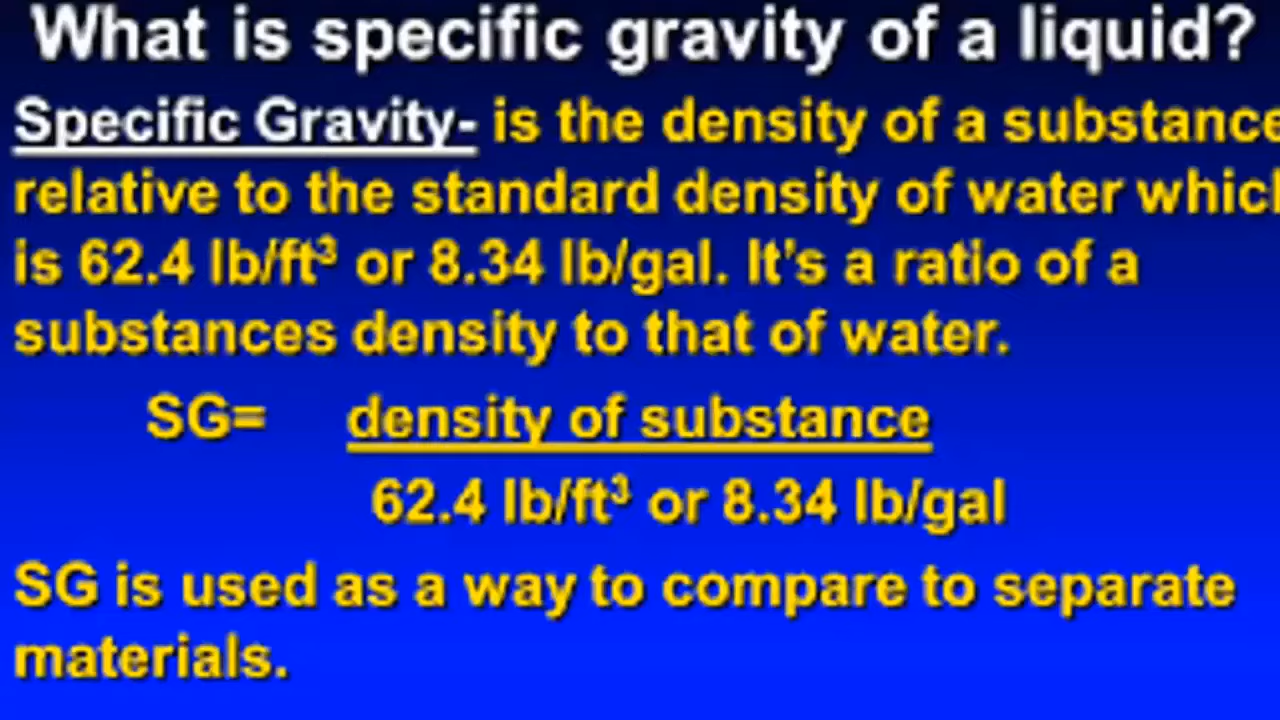 What is specific gravity of a liquid?
Specific Gravity- is the density of a substance
relative to the standard density of water which
is 62.4 lb/ft³ or 8.34 lb/gal. It's a ratio of a
substances density to that of water.
SG= density of substance
62.4 lb/ft³ or 8.34 lb/gal
SG is used as a way to compare to separate
materials.